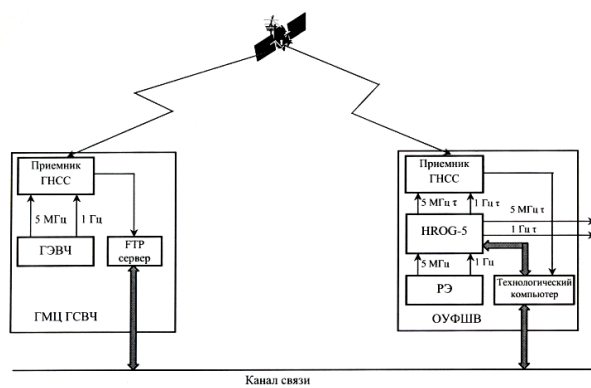 Приемник
ГНСС
5 МГц
1 Гц
ГЭВЧ
FTP
сервер
ГМЦ ГСВЧ
Приемник
ГНСС
5 МГц τ
1 Гц τ
5 МГц τ
1 Гц τ
HROG-5
5 МГц
1 Гц
РЭ
Технологический
компьютер
ОУФШВ
Канал связи